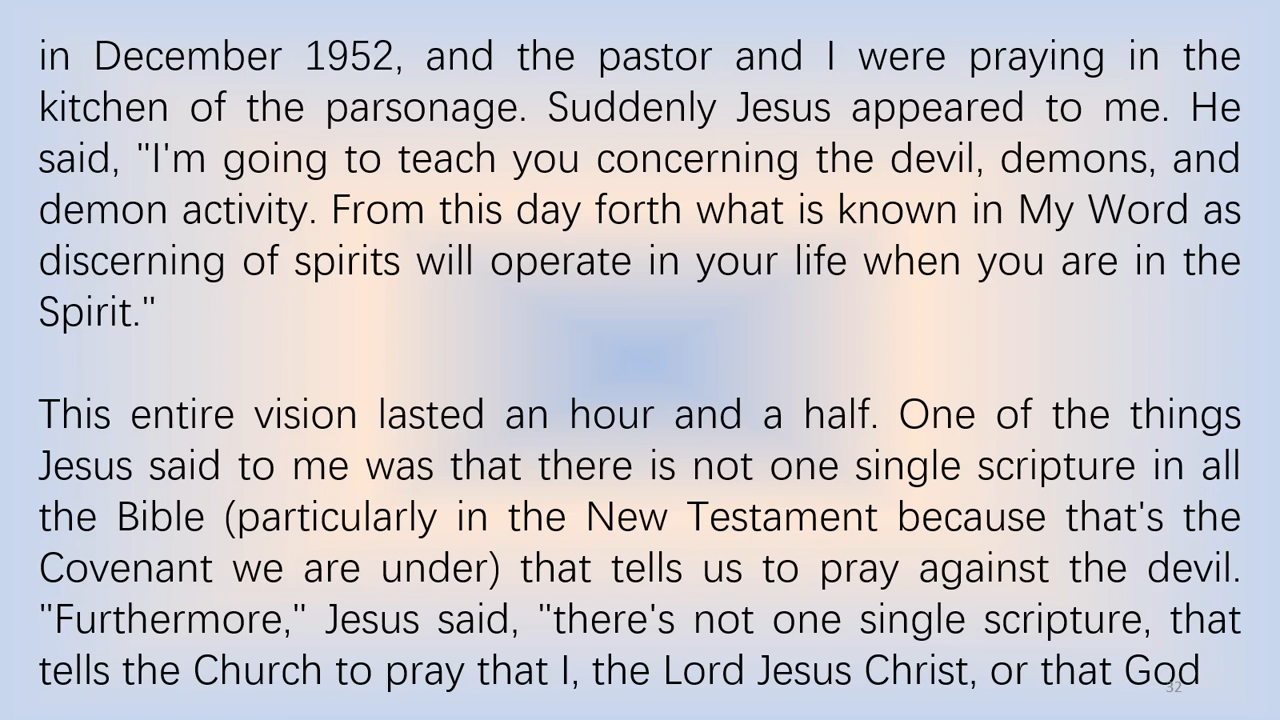 in December 1952, and the pastor and I were praying in the
kitchen of the parsonage. Suddenly Jesus appeared to me. He
said, "I'm going to teach you concerning the devil, demons, and
demon activity. From this day forth what is known in My Word as
discerning of spirits will operate in your life when you are in the
Spirit."
This entire vision lasted an hour and a half. One of the things
Jesus said to me was that there is not one single scripture in all
the Bible (particularly in the New Testament because that's the
Covenant we are under) that tells us to pray against the devil.
"Furthermore," Jesus said, "there's not one single scripture, that
tells the Church to pray that I, the Lord Jesus Christ, or that God
32